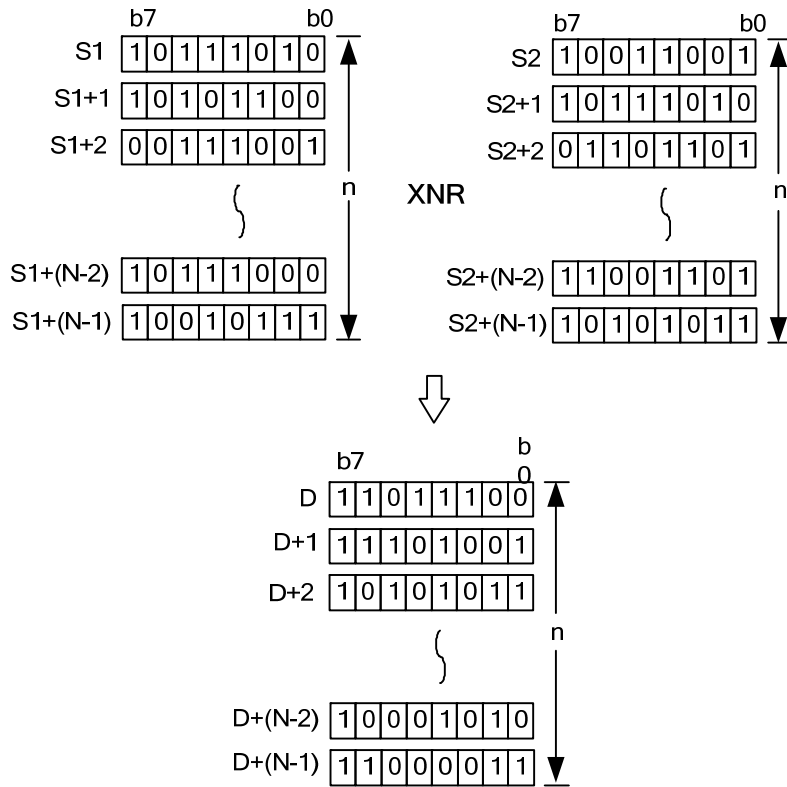 b7 b0 b7 b0
S1 1 0 1 1 1 0 1 0 S2 1 0 0 1 1 0 0 1
S1+1 1 0 1 0 1 1 0 0 S2+1 1 0 1 1 1 0 1 0
S1+2 0 0 1 1 1 0 0 1 S2+2 0 1 1 0 1 1 0 1
n XNR n
S1+(N-2) 1 0 1 1 1 0 0 0 S2+(N-2) 1 1 0 0 1 1 0 1
S1+(N-1) 1 0 0 1 0 1 1 1 S2+(N-1) 1 0 1 0 1 0 1 1
b7 b
0
D 1 1 0 1 1 1 0 0
D+1 1 1 1 0 1 0 0 1
D+2 1 0 1 0 1 0 1 1
n
D+(N-2) 1 0 0 0 1 0 1 0
D+(N-1) 1 1 0 0 0 0 1 1